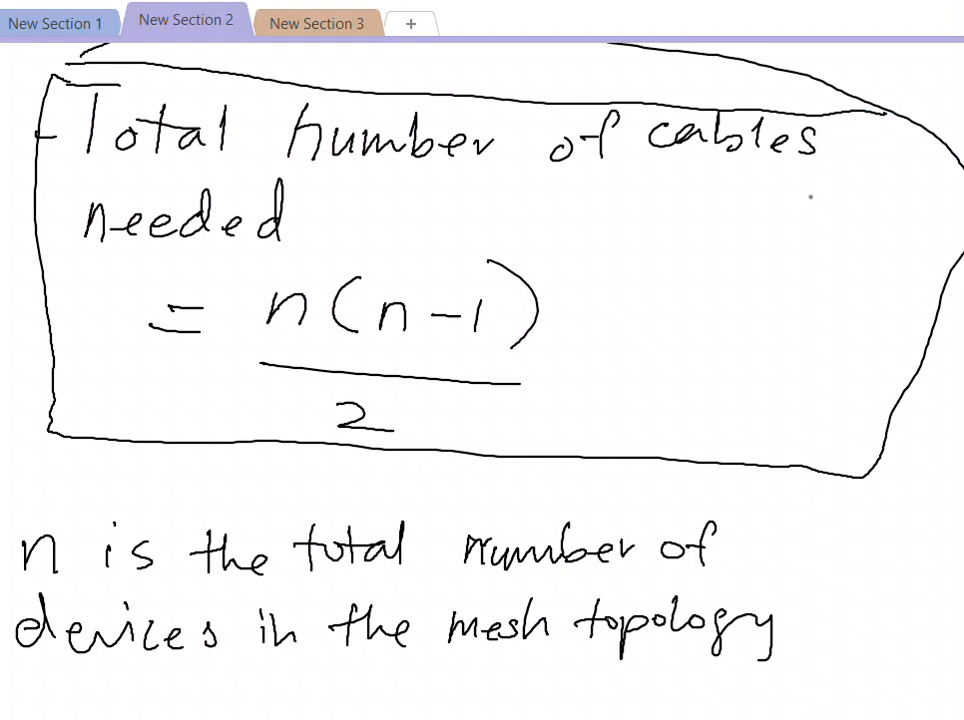 New Section 1 New Section 2 New Section 3 +
- Total number of cables
needed
= n(n-1)
2
n is the total number of
devices in the mesh topology